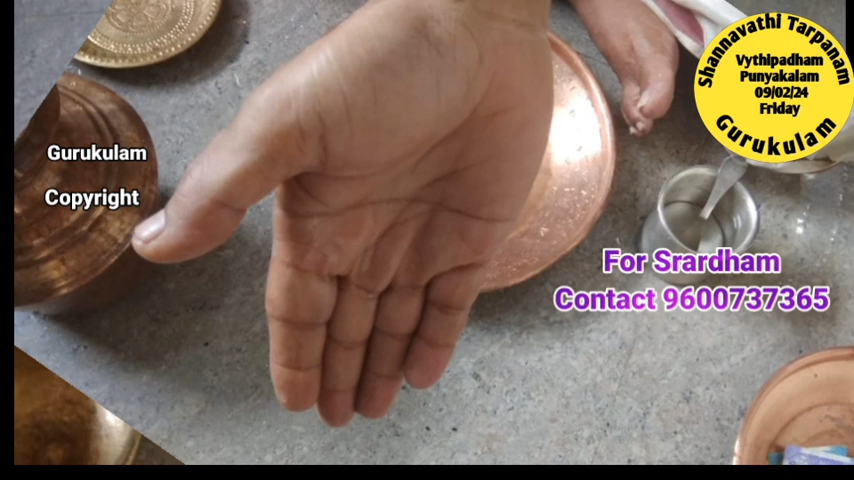 Shannavathi Tarpanam
Vythipadham
Punyakalam
09/02/24
Friday
Gurukulam
Gurukulam
Copyright
For Srardham
Contact 9600737365